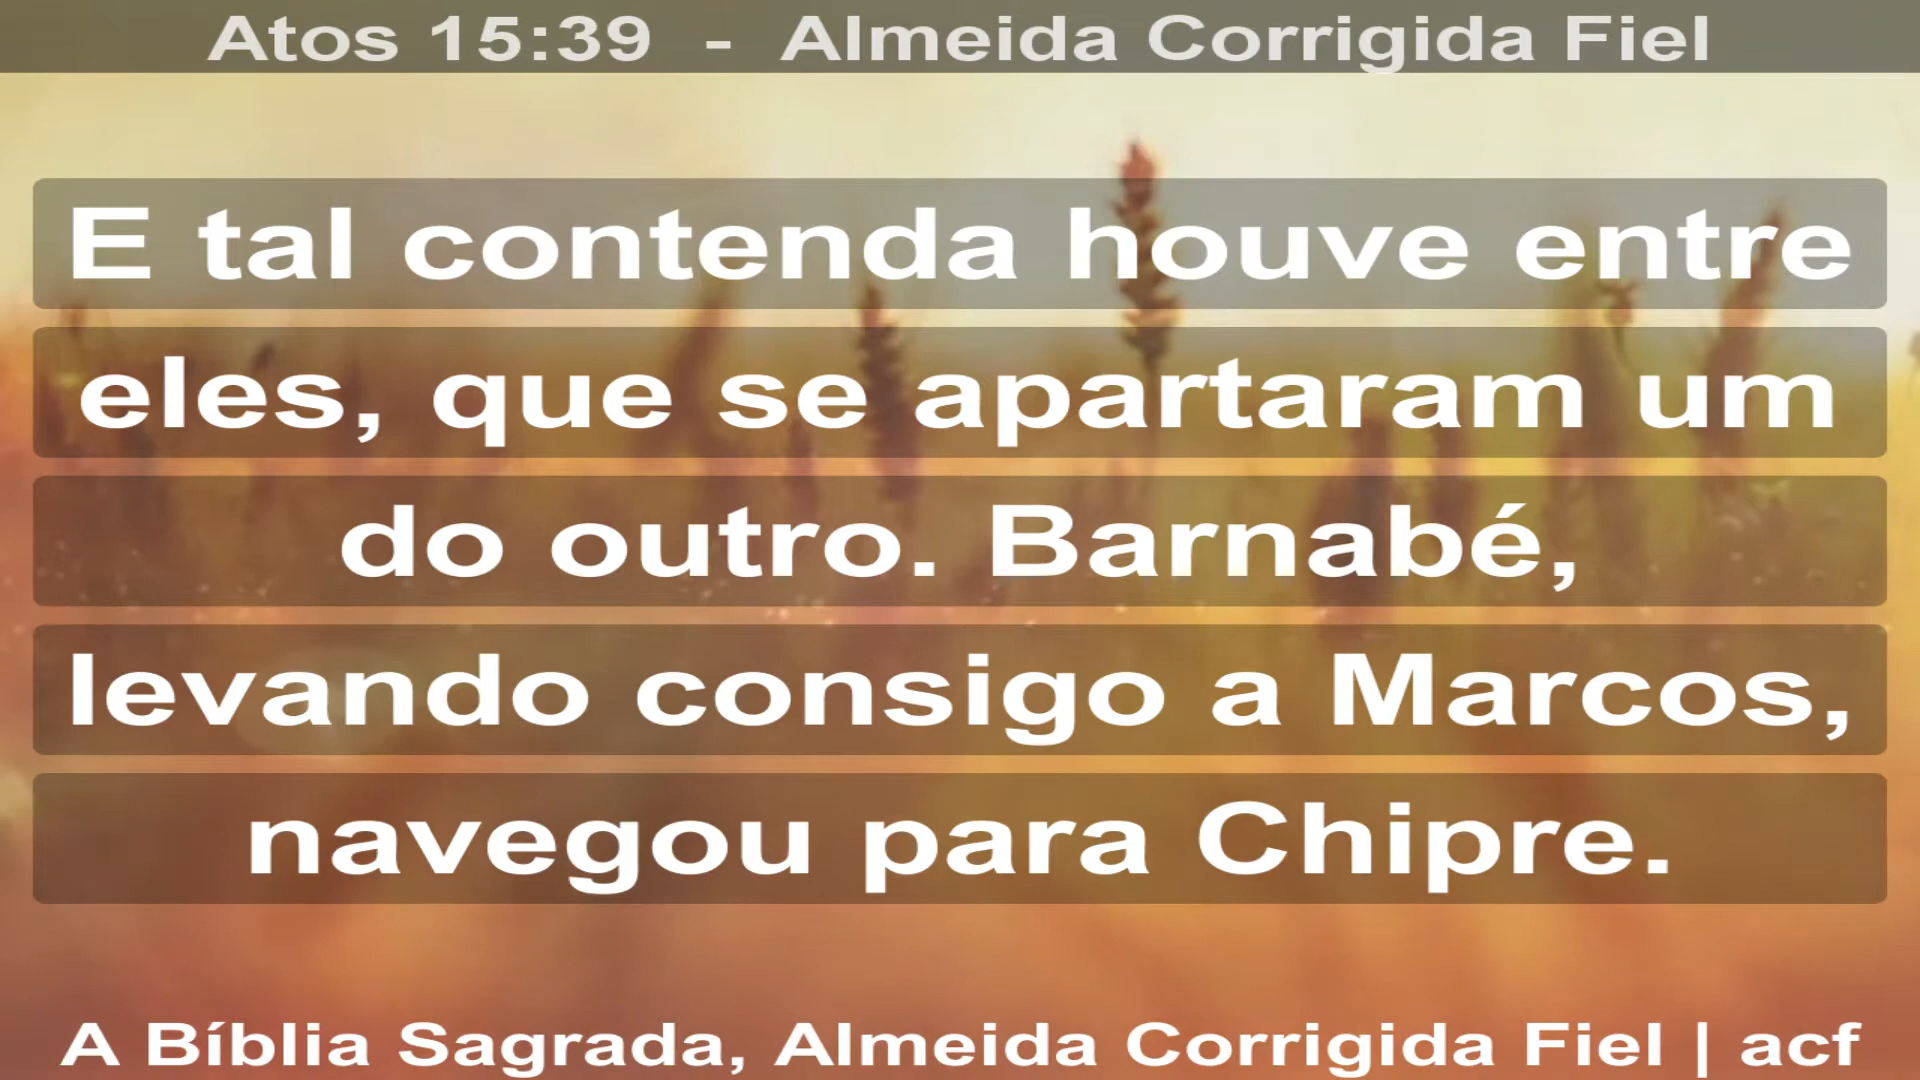 Atos 15:39 - Almeida Corrigida Fiel
E tal contenda houve entre
eles, que se apartaram um
do outro. Barnabé,
levando consigo a Marcos,
navegou para Chipre.
A Bíblia Sagrada, Almeida Corrigida Fiel | acf